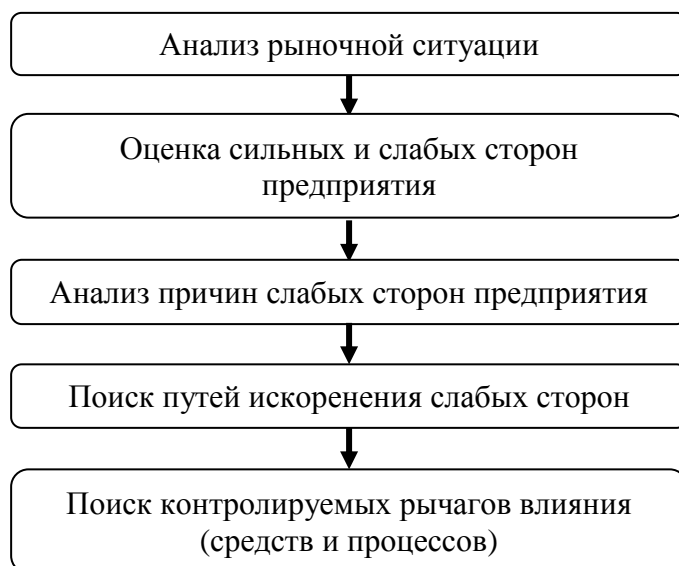 Анализ рыночной ситуации
Оценка сильных и слабых сторон
предприятия
Анализ причин слабых сторон предприятия
Поиск путей искоренения слабых сторон
Поиск контролируемых рычагов влияния
(средств и процессов)